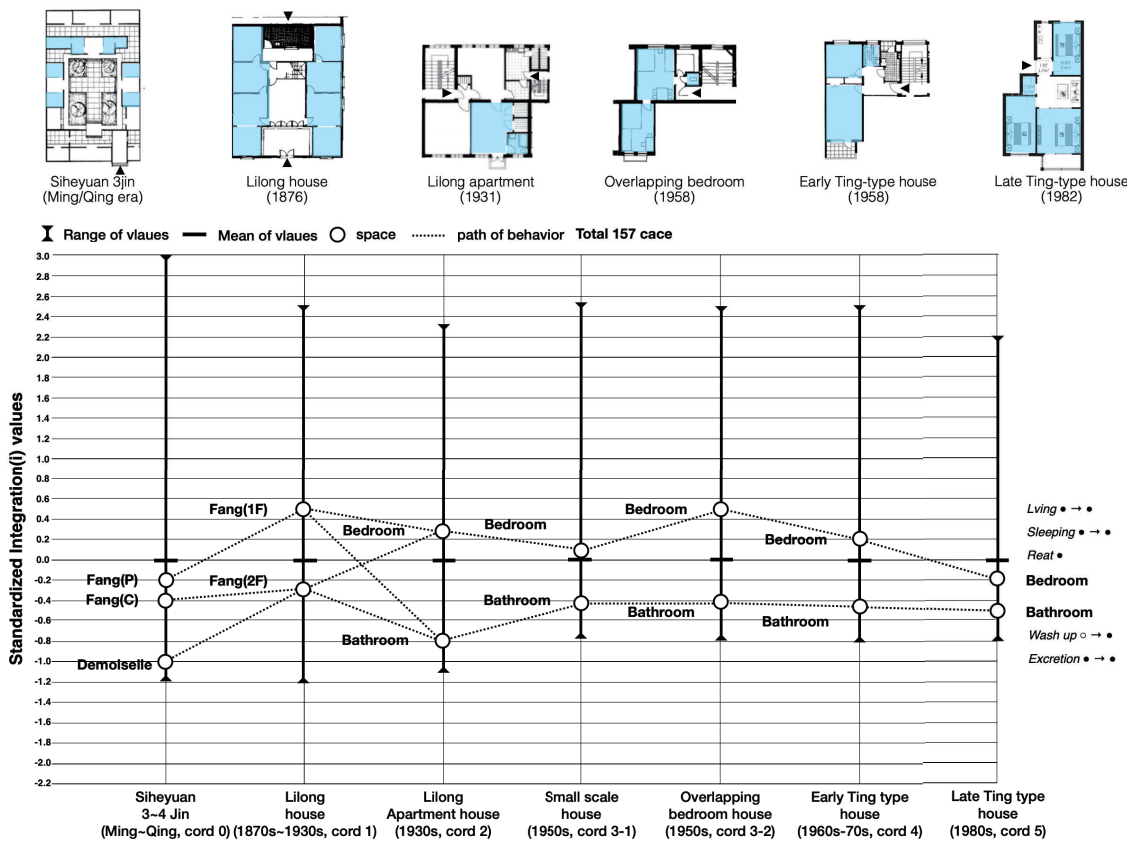 Siheyuan 3jin
(Ming/Qing era)
Lilong house
(1876)
Lilong apartment
(1931)
Overlapping bedroom
(1958)
Early Ting-type house
(1958)
Late Ting-type house
(1982)
Range of vlaues Mean of vlaues space path of behavior Total 157 cace
Standardized Integration(i) values
3.0
2.8
2.6
2.4
2.2
2.0
1.8
1.6
1.4
1.2
1.0
0.8
0.6
0.4
0.2
0.0
-0.2
-0.4
-0.6
-0.8
-1.0
-1.2
-1.4
-1.6
-1.8
-2.0
-2.2
Fang(P)
Fang(C)
Demoiselle
Fang(1F)
Fang(2F)
Bedroom
Bathroom
Bedroom
Bathroom
Bedroom
Bathroom
Bedroom
Bathroom
Lving ● → ●
Sleeping ● → ●
Reat ●
Bedroom
Bathroom
Wash up ○ → ●
Excretion ● → ●
Siheyuan
3~4 Jin
(Ming~Qing, cord 0)
Lilong
house
(1870s~1930s, cord 1)
Lilong
Apartment house
(1930s, cord 2)
Small scale
house
(1950s, cord 3-1)
Overlapping
bedroom house
(1950s, cord 3-2)
Early Ting type
house
(1960s-70s, cord 4)
Late Ting type
house
(1980s, cord 5)